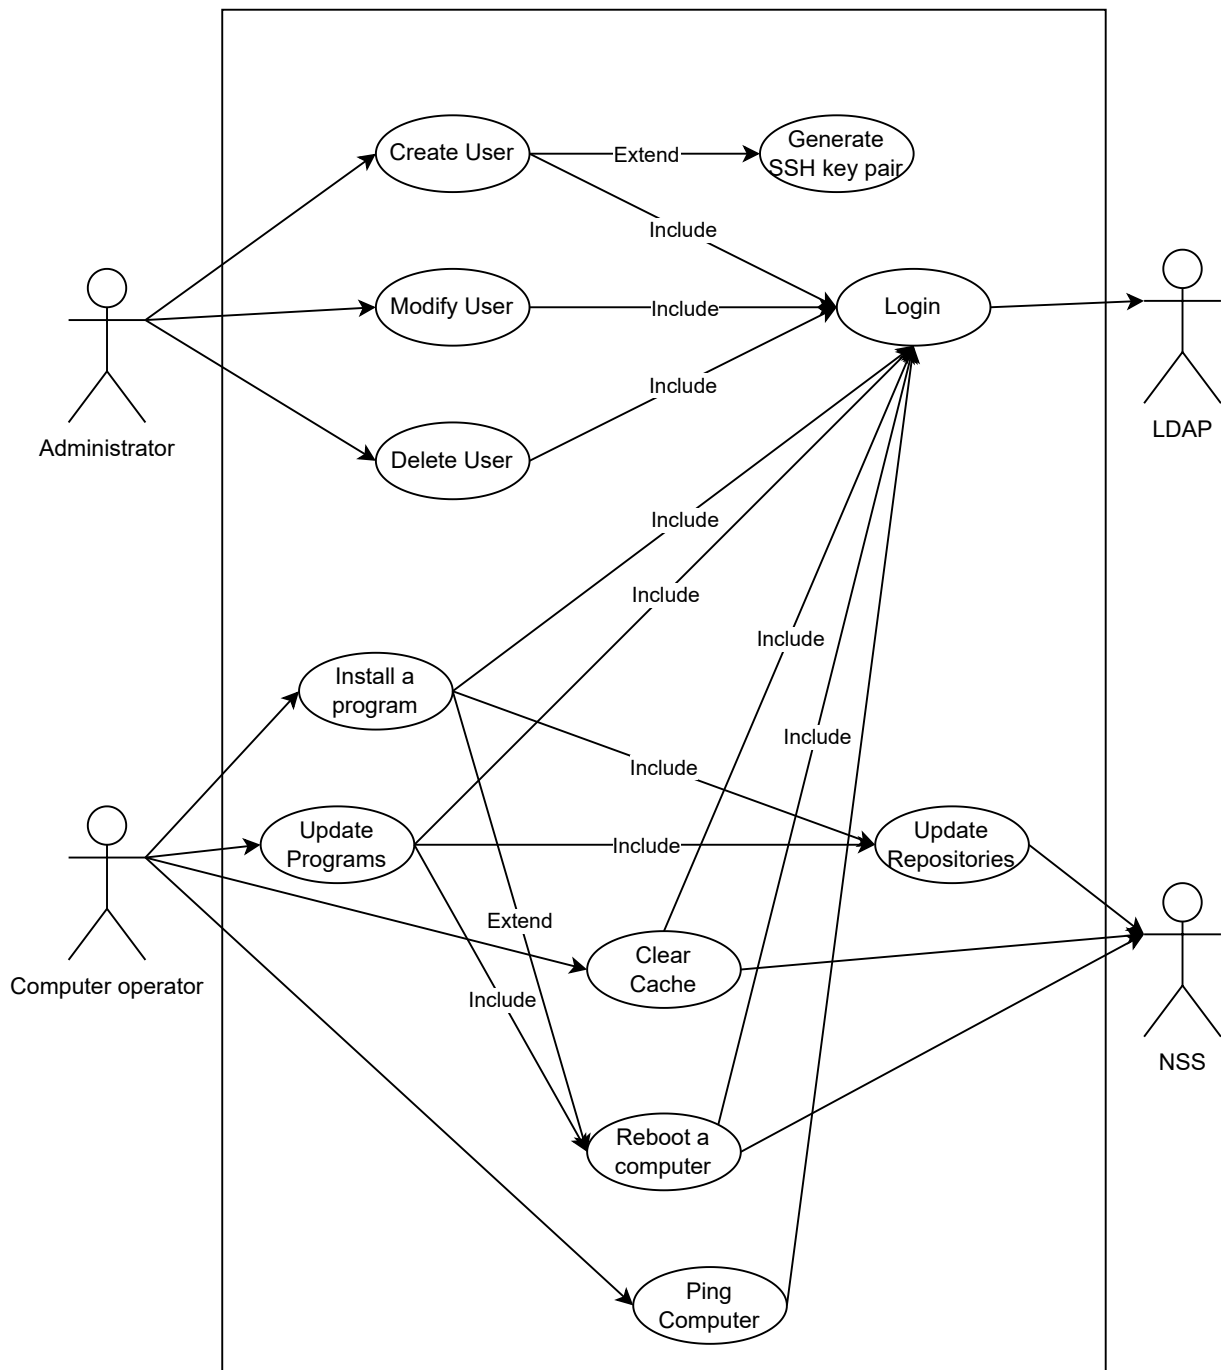 Create User
Extend
Generate
SSH key pair
Include
Modify User
Include
Login
Include
Delete User
Administrator
LDAP
Include
Include
Include
Install a
program
Include
Include
Update
Programs
Include
Update
Repositories
Extend
Clear
Cache
Include
Computer operator
NSS
Reboot a
computer
Ping
Computer